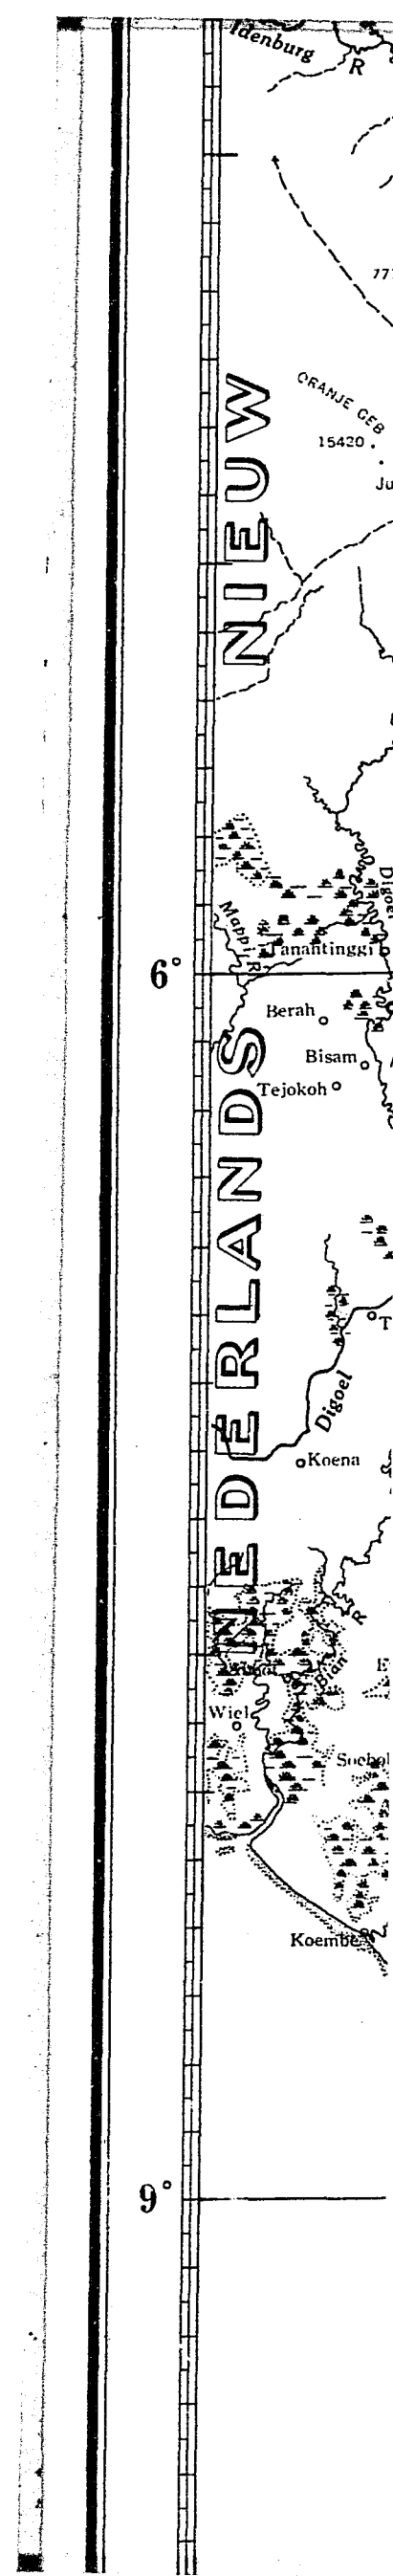 Idenburg
R
ORANJE GEB
15420
Ju
NIEUW
Digoel
Mappi R.
Tanahtinggi
6°
Berah
Bisam
Tejokoh
NEDERLANDS
T
Digoel
Koena
R
Bian
E
Wiel
Koembe
9°